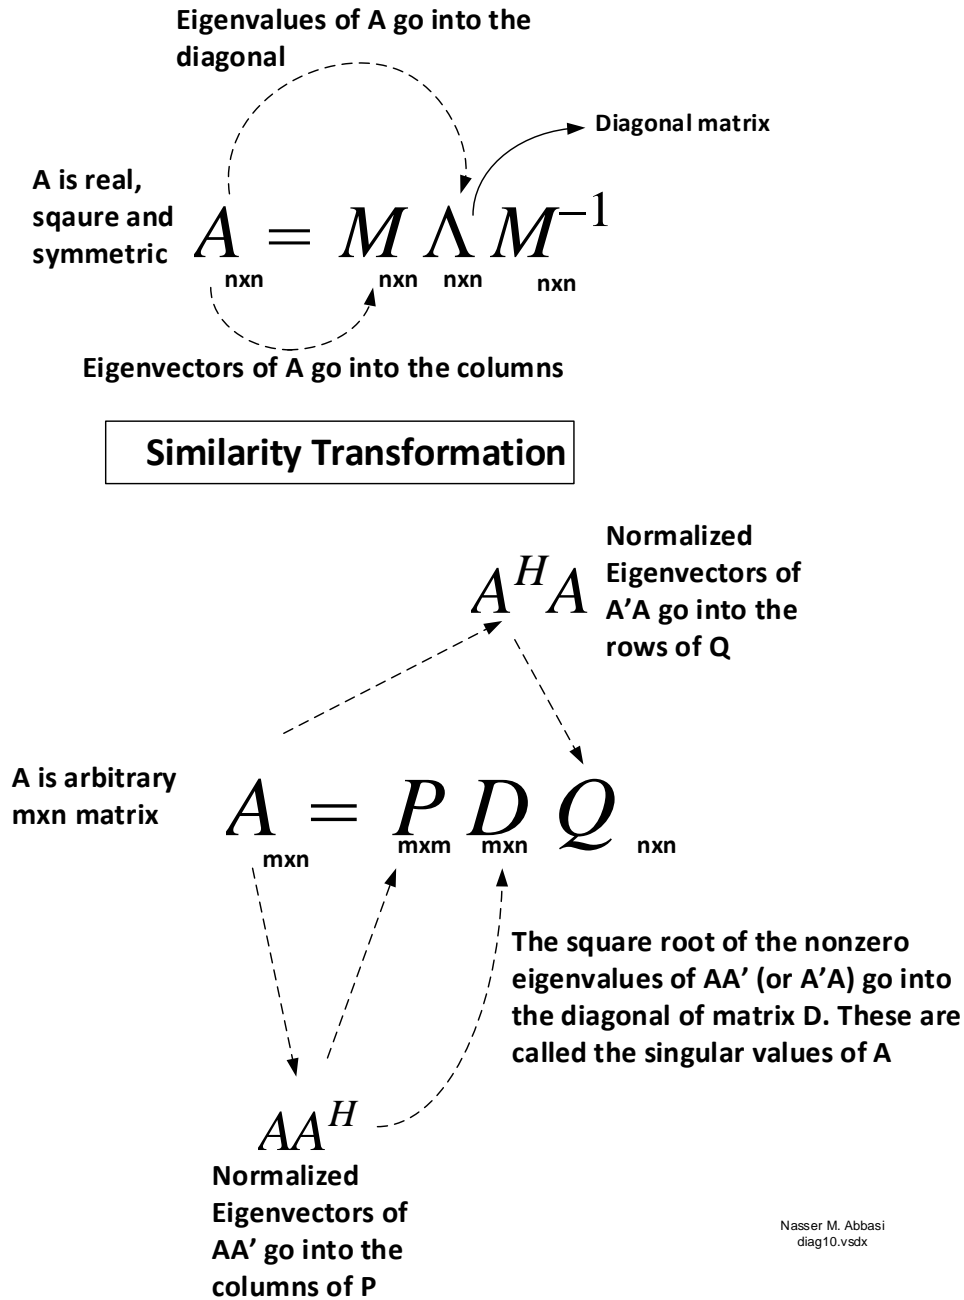 Eigenvalues of A go into the
diagonal
Diagonal matrix
A is real,
sqaure and
symmetric
A = M Λ M⁻¹
nxn nxn nxn nxn
Eigenvectors of A go into the columns
Similarity Transformation
Normalized
Eigenvectors of
A'A go into the
rows of Q
AᴴA
A is arbitrary
mxn matrix
A = P D Q
mxn mxm mxn nxn
The square root of the nonzero
eigenvalues of AA' (or A'A) go into
the diagonal of matrix D. These are
called the singular values of A
AAᴴ
Normalized
Eigenvectors of
AA' go into the
columns of P
Nasser M. Abbasi
diag10.vsdx